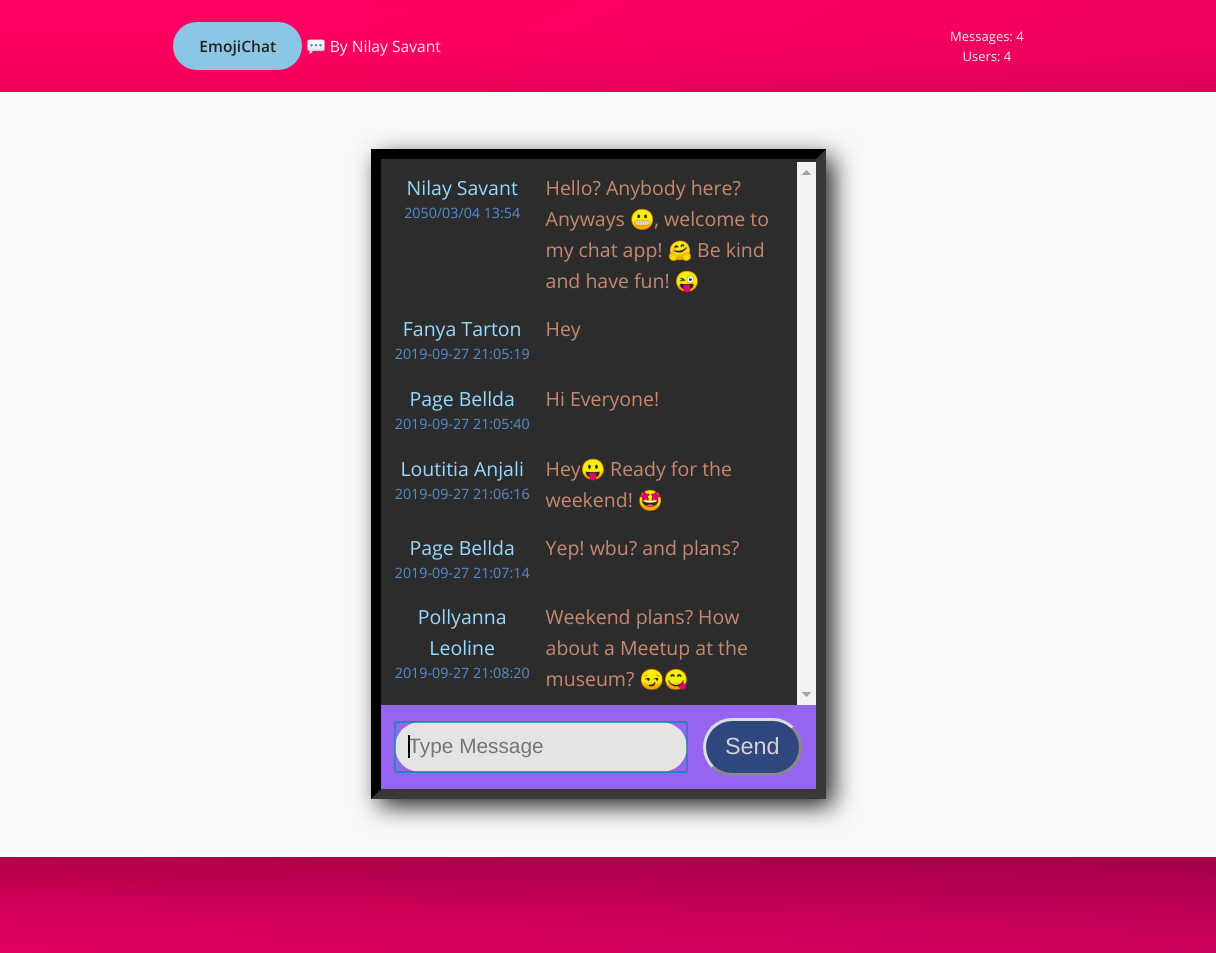 EmojiChat 💬 By Nilay Savant
Messages: 4
Users: 4
Nilay Savant
2050/03/04 13:54
Hello? Anybody here?
Anyways 😬, welcome to
my chat app! 🤗 Be kind
and have fun! 😜
Fanya Tarton
2019-09-27 21:05:19
Hey
Page Bellda
2019-09-27 21:05:40
Hi Everyone!
Loutitia Anjali
2019-09-27 21:06:16
Hey😛 Ready for the
weekend! 🤩
Page Bellda
2019-09-27 21:07:14
Yep! wbu? and plans?
Pollyanna
Leoline
2019-09-27 21:08:20
Weekend plans? How
about a Meetup at the
museum? 😏😋
Type Message
Send